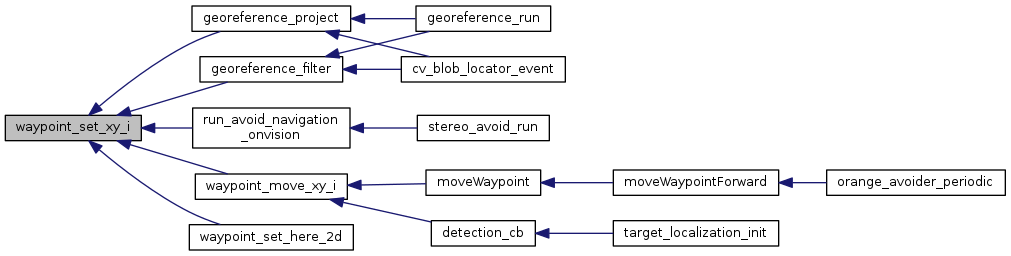 georeference_project
georeference_run
georeference_filter
cv_blob_locator_event
waypoint_set_xy_i
run_avoid_navigation
_onvision
stereo_avoid_run
waypoint_move_xy_i
moveWaypoint
moveWaypointForward
orange_avoider_periodic
waypoint_set_here_2d
detection_cb
target_localization_init